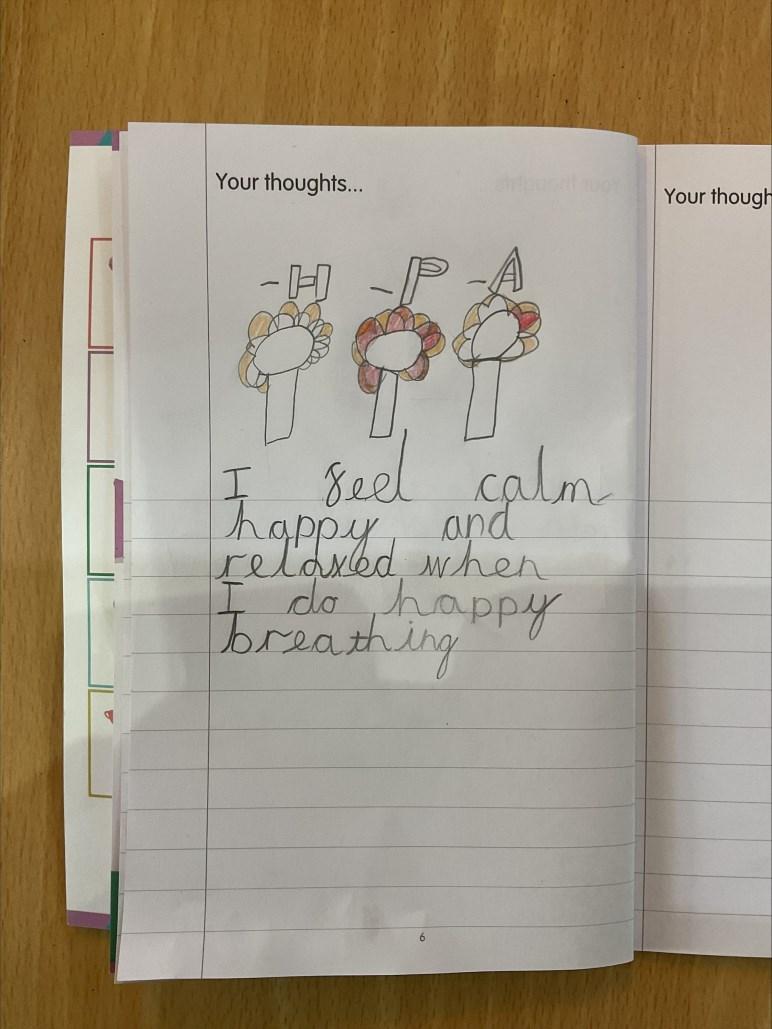 Your thoughts...
Your though
-H -P -A
I feel calm
happy and
relaxed when
I do happy
breathing
6